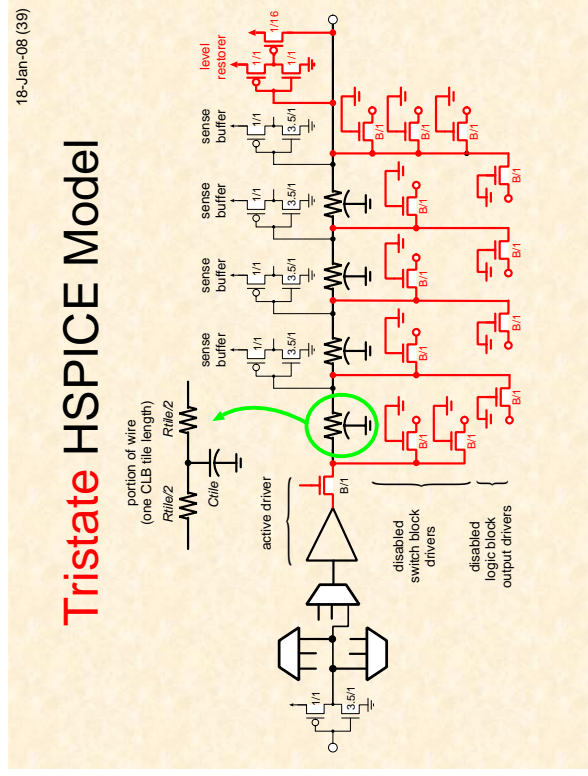 18-Jan-08 (39)
Tristate HSPICE Model
portion of wire
(one CLB tile length)
Rtile/2
Rtile/2
Ctile
sense
buffer
sense
buffer
sense
buffer
sense
buffer
level
restorer
1/1
3.5/1
1/1
3.5/1
1/1
3.5/1
1/1
3.5/1
1/1
1/1
1/16
active driver
1/1
3.5/1
B/1
disabled
switch block
drivers
B/1
B/1
B/1
B/1
B/1
B/1
B/1
B/1
disabled
logic block
output drivers
B/1
B/1
B/1
B/1